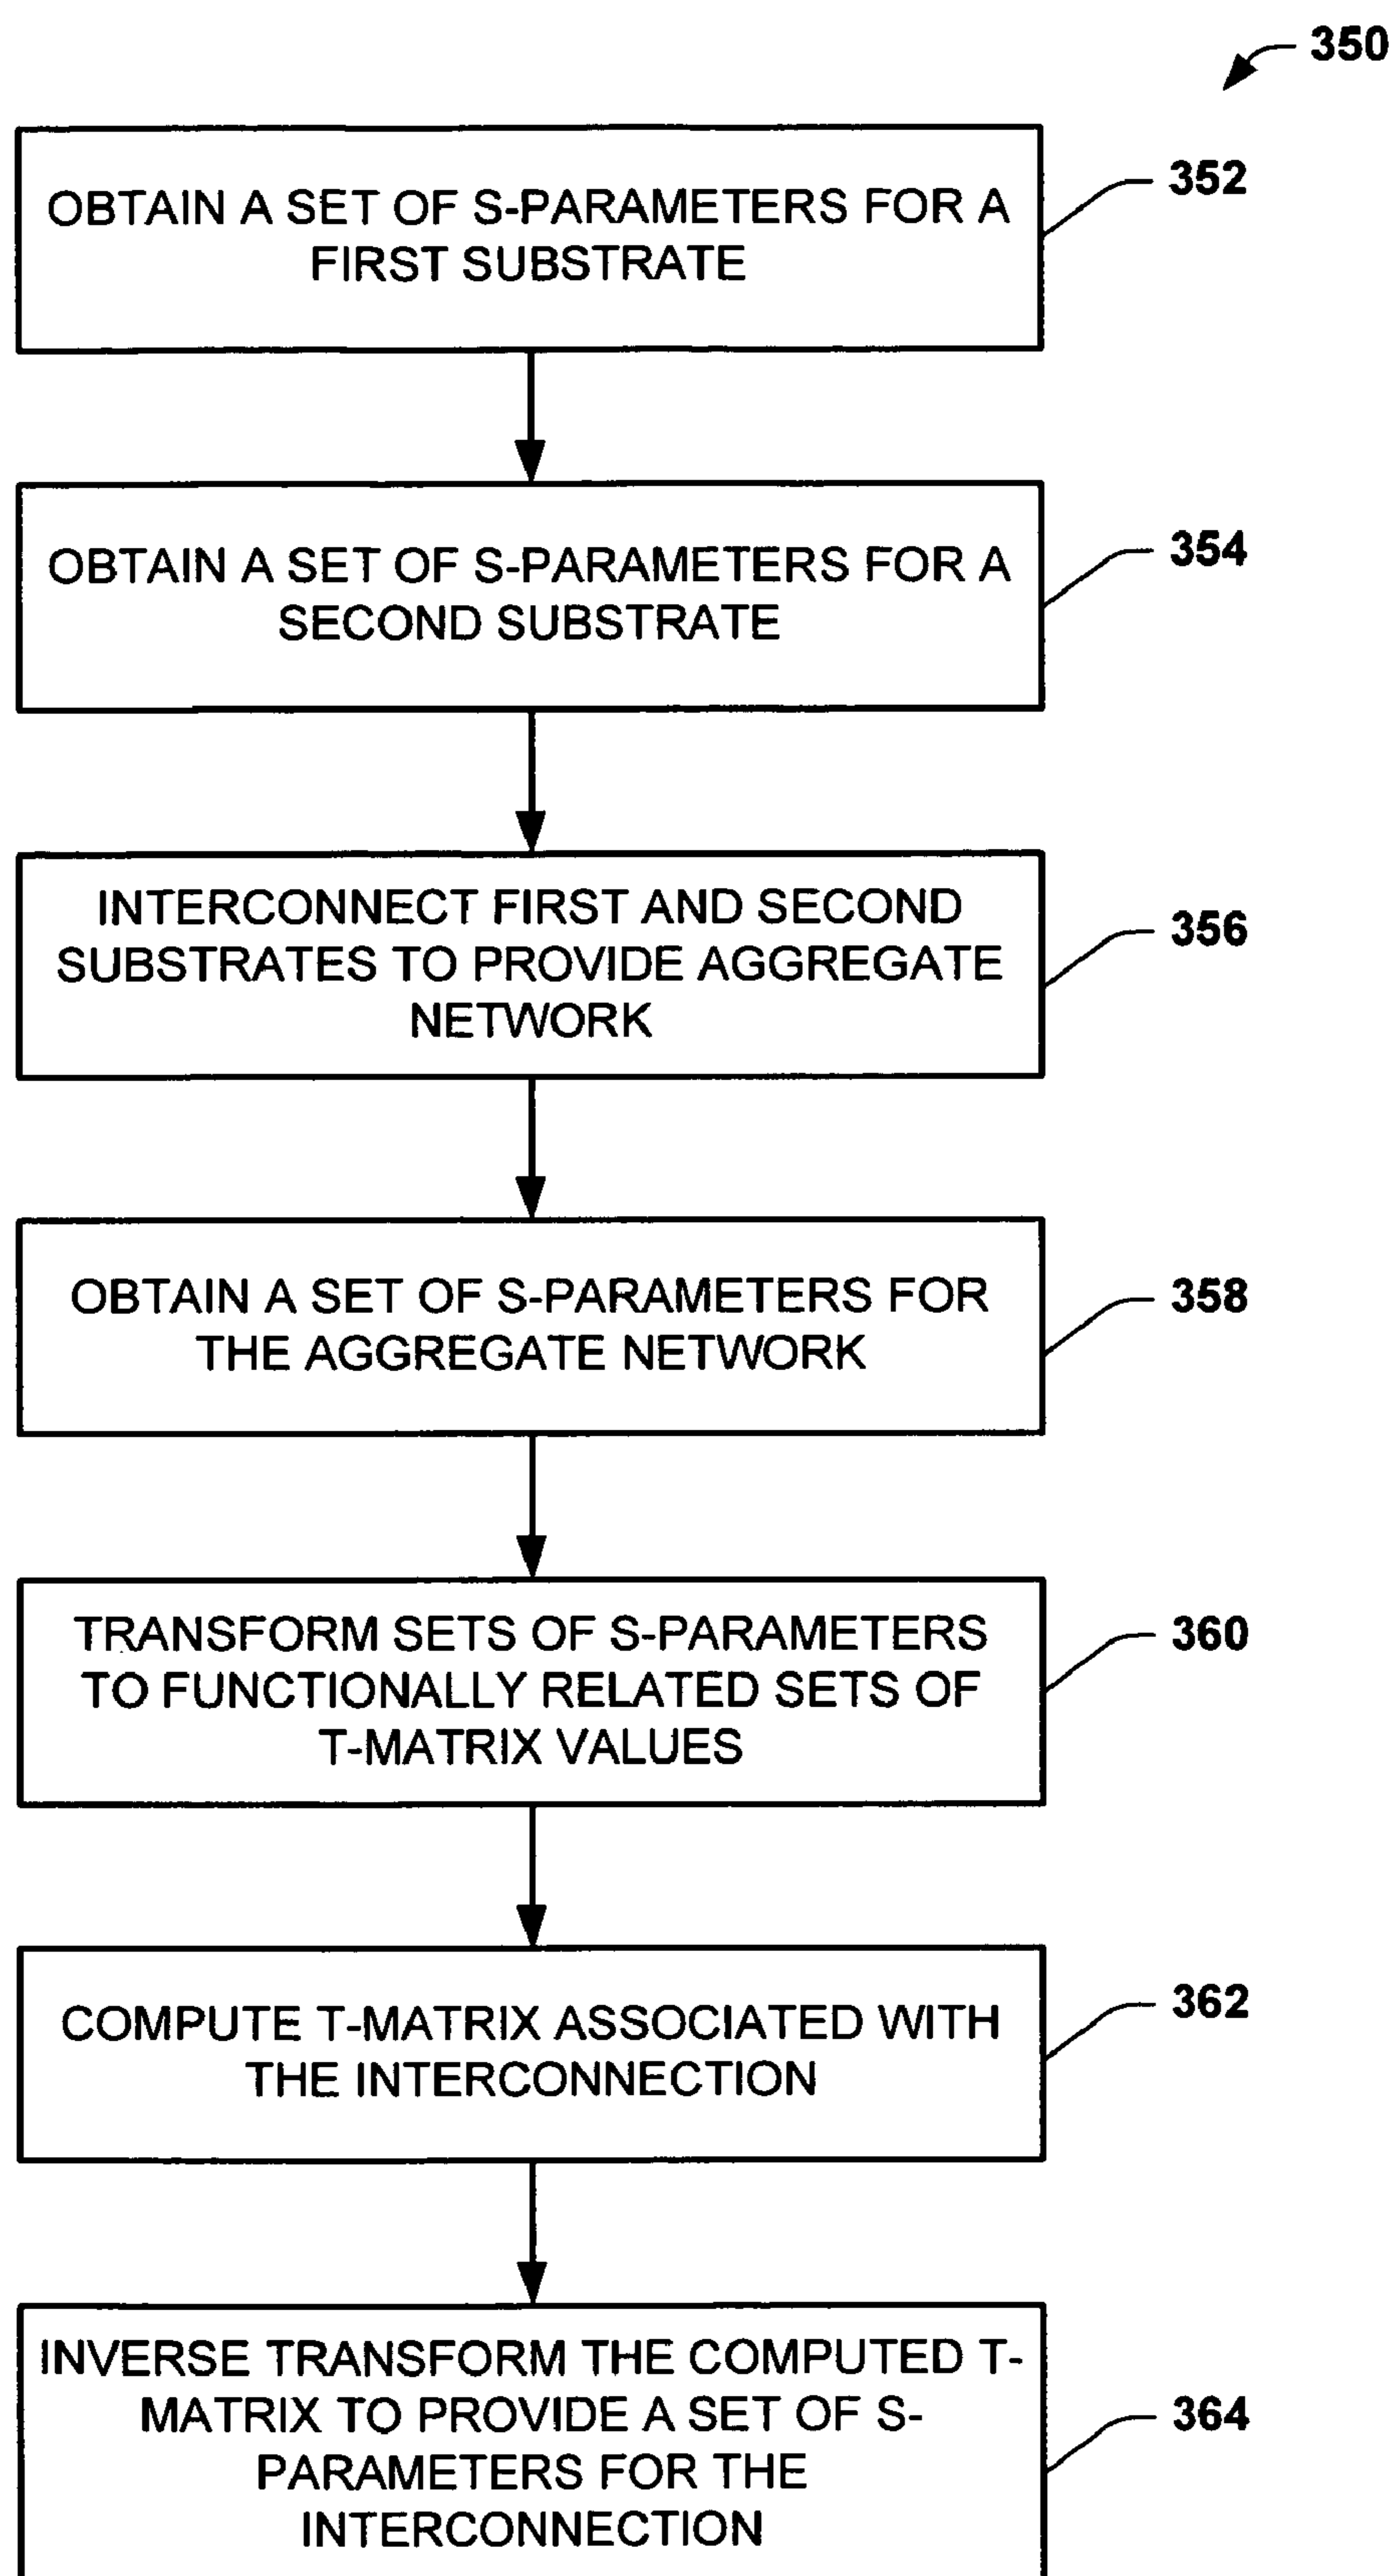 350
OBTAIN A SET OF S-PARAMETERS FOR A
FIRST SUBSTRATE
352
OBTAIN A SET OF S-PARAMETERS FOR A
SECOND SUBSTRATE
354
INTERCONNECT FIRST AND SECOND
SUBSTRATES TO PROVIDE AGGREGATE
NETWORK
356
OBTAIN A SET OF S-PARAMETERS FOR
THE AGGREGATE NETWORK
358
TRANSFORM SETS OF S-PARAMETERS
TO FUNCTIONALLY RELATED SETS OF
T-MATRIX VALUES
360
COMPUTE T-MATRIX ASSOCIATED WITH
THE INTERCONNECTION
362
INVERSE TRANSFORM THE COMPUTED T-
MATRIX TO PROVIDE A SET OF S-
PARAMETERS FOR THE
INTERCONNECTION
364